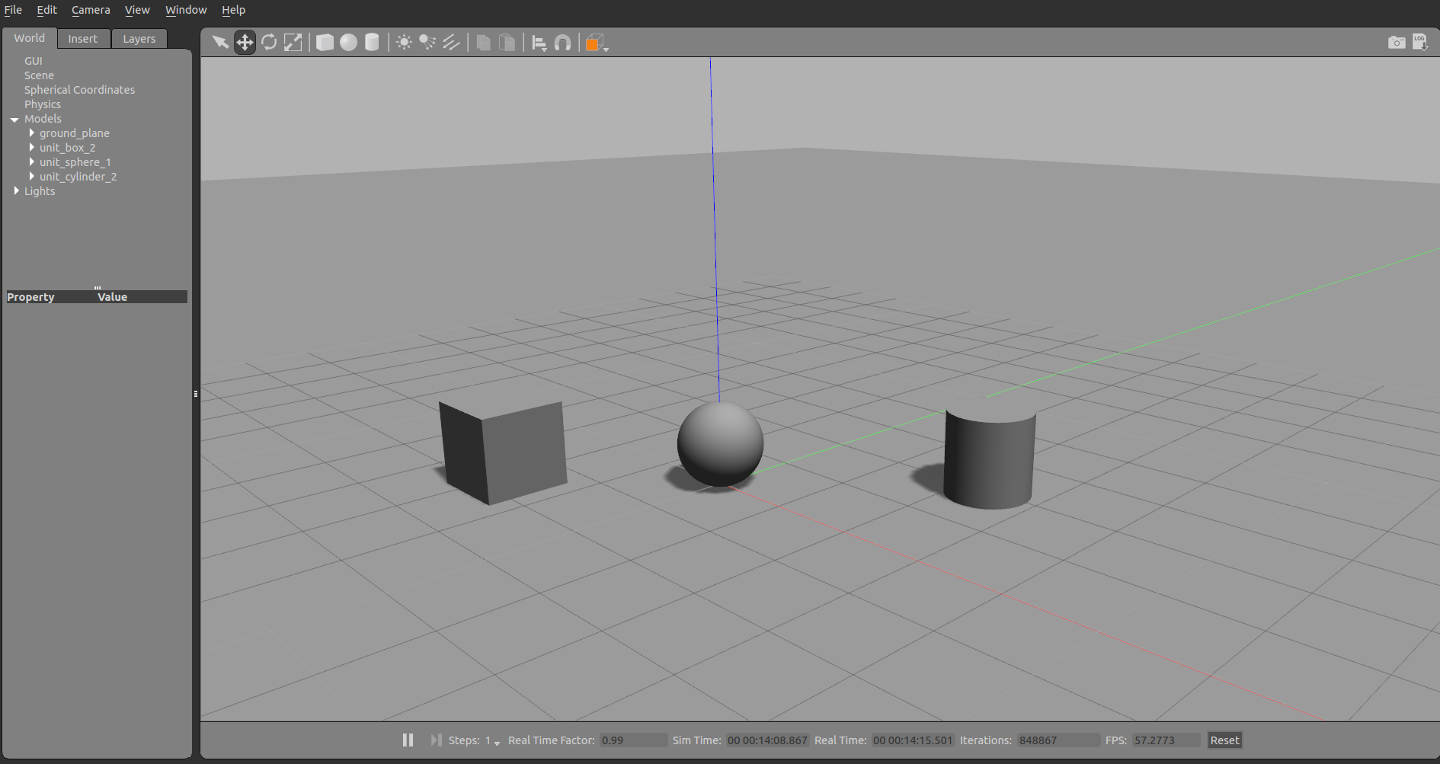 File Edit Camera View Window Help
World Insert Layers
GUI
Scene
Spherical Coordinates
Physics
Models
ground_plane
unit_box_2
unit_sphere_1
unit_cylinder_2
Lights
Property Value
LOG
Steps: 1 Real Time Factor: 0.99 Sim Time: 00 00:14:08.867 Real Time: 00 00:14:15.501 Iterations: 848867 FPS: 57.2773 Reset